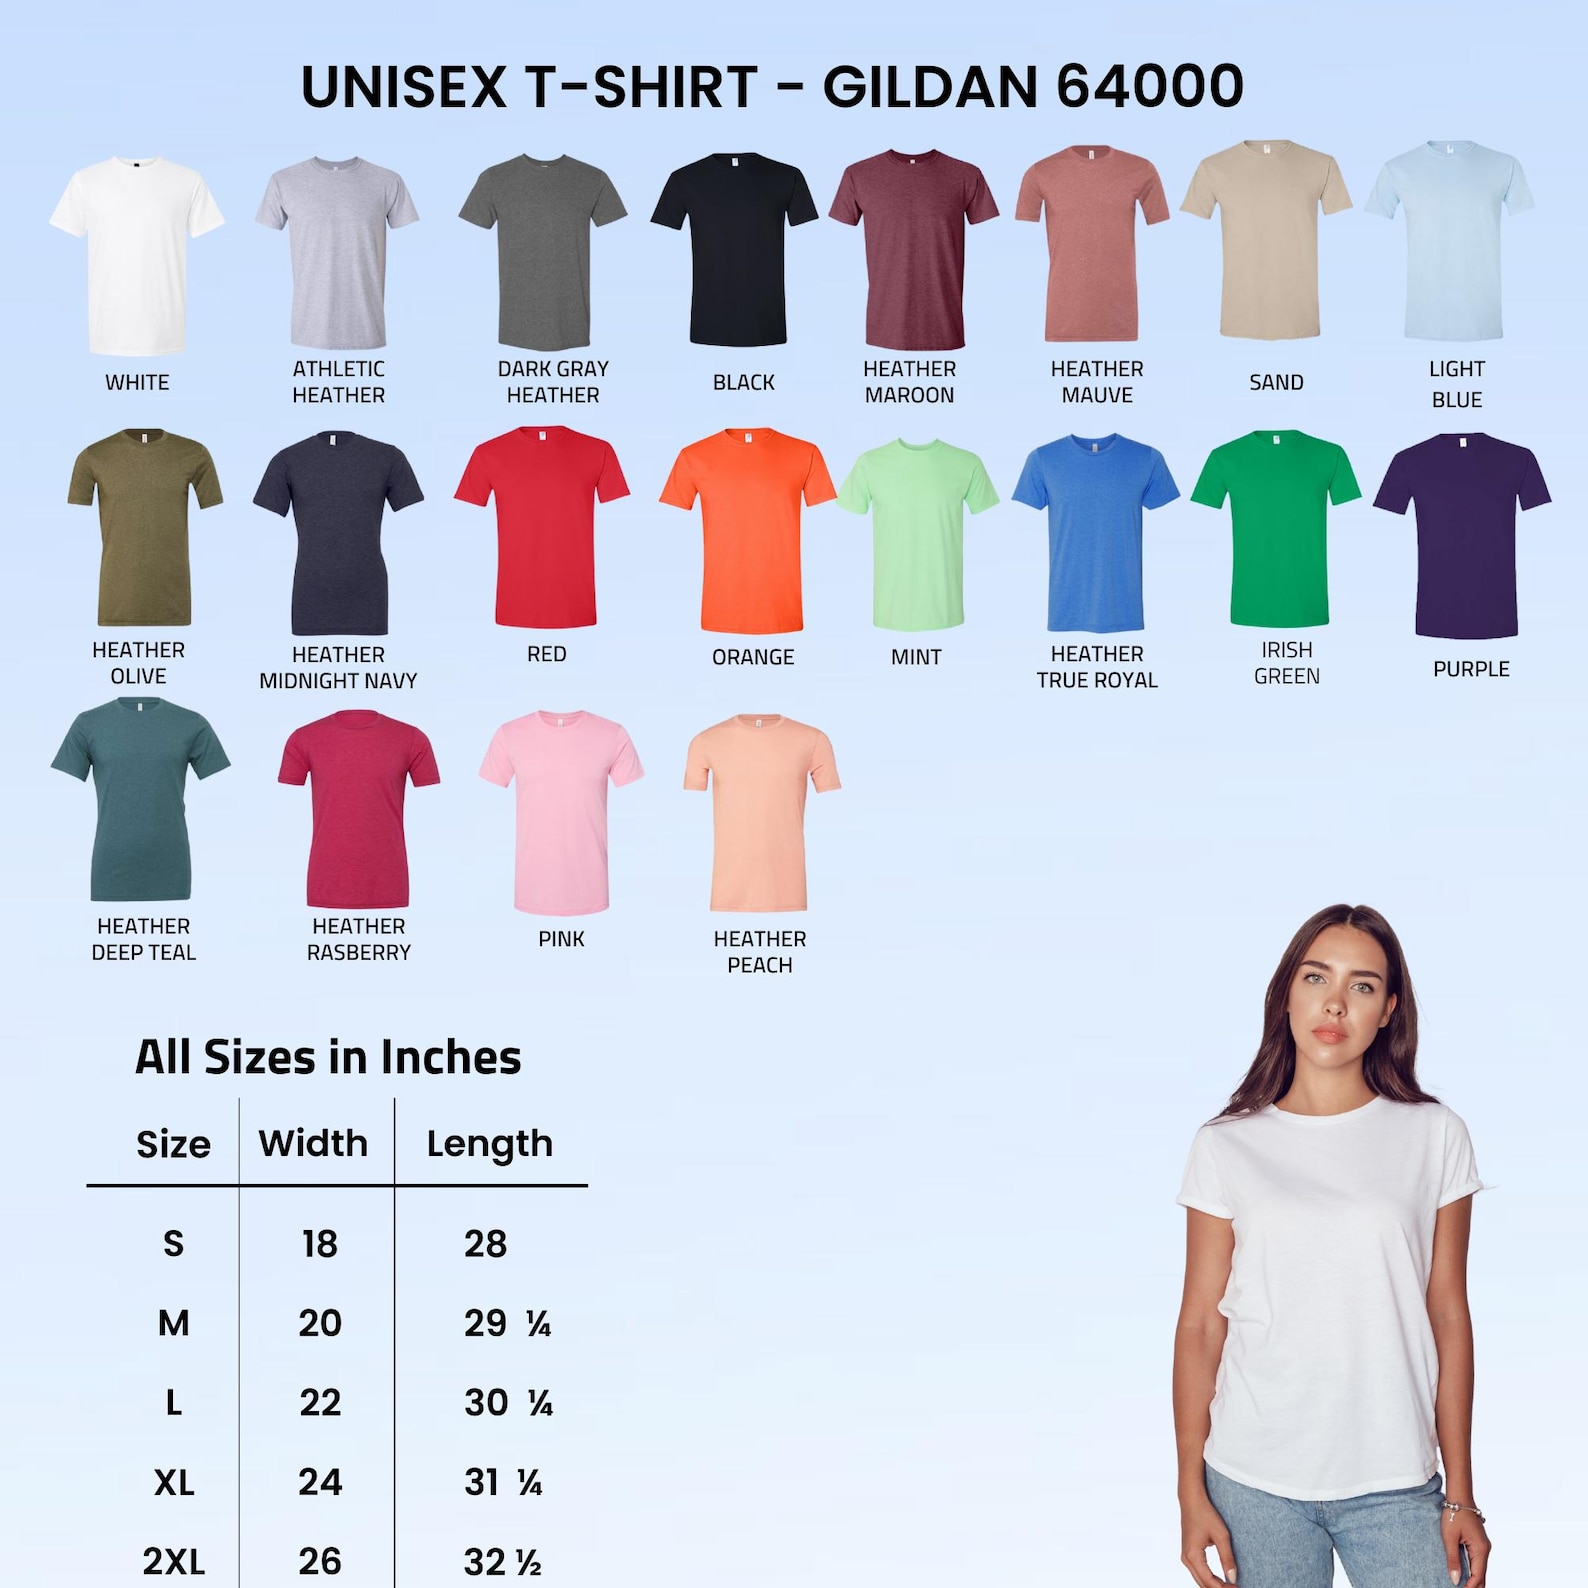 UNISEX T-SHIRT - GILDAN 64000
WHITE
ATHLETIC
HEATHER
DARK GRAY
HEATHER
BLACK
HEATHER
MAROON
HEATHER
MAUVE
SAND
LIGHT
BLUE
HEATHER
OLIVE
HEATHER
MIDNIGHT NAVY
RED
ORANGE
MINT
HEATHER
TRUE ROYAL
IRISH
GREEN
PURPLE
HEATHER
DEEP TEAL
HEATHER
RASBERRY
PINK
HEATHER
PEACH
All Sizes in Inches
Size Width Length
S 18 28
M 20 29 ¼
L 22 30 ¼
XL 24 31 ¼
2XL 26 32 ½